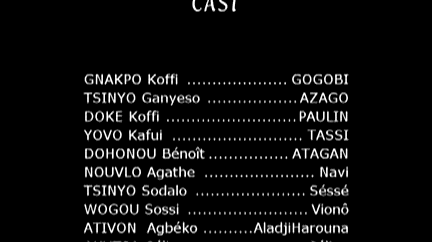 CAST
GNAKPO Koffi .................... GOGOBI
TSINYO Ganyeso ..................AZAGO
DOKE Koffi ..........................PAULIN
YOVO Kafui .......................... TASSI
DOHONOU Bénoît................ ATAGAN
NOUVLO Agathe ...................... Navi
TSINYO Sodalo ...................... Séssé
WOGOU Sossi ........................ Vionô
ATIVON Agbéko ..........AladjiHarouna